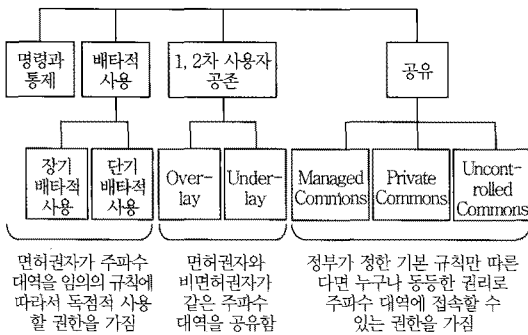 명령과
통제
배타적
사용
1, 2차 사용자
공존
공유
장기
배타적
사용
단기
배타적
사용
Over-
lay
Under-
lay
Managed
Commons
Private
Commons
Uncont-
rolled
Commons
면허권자가 주파수
대역을 임의의 규칙에
따라서 독점적 사용
할 권한을 가짐
면허권자와
비면허권자가
같은 주파수
대역을 공유함
정부가 정한 기본 규칙만 따른
다면 누구나 동등한 권리로
주파수 대역에 접속할 수
있는 권한을 가짐